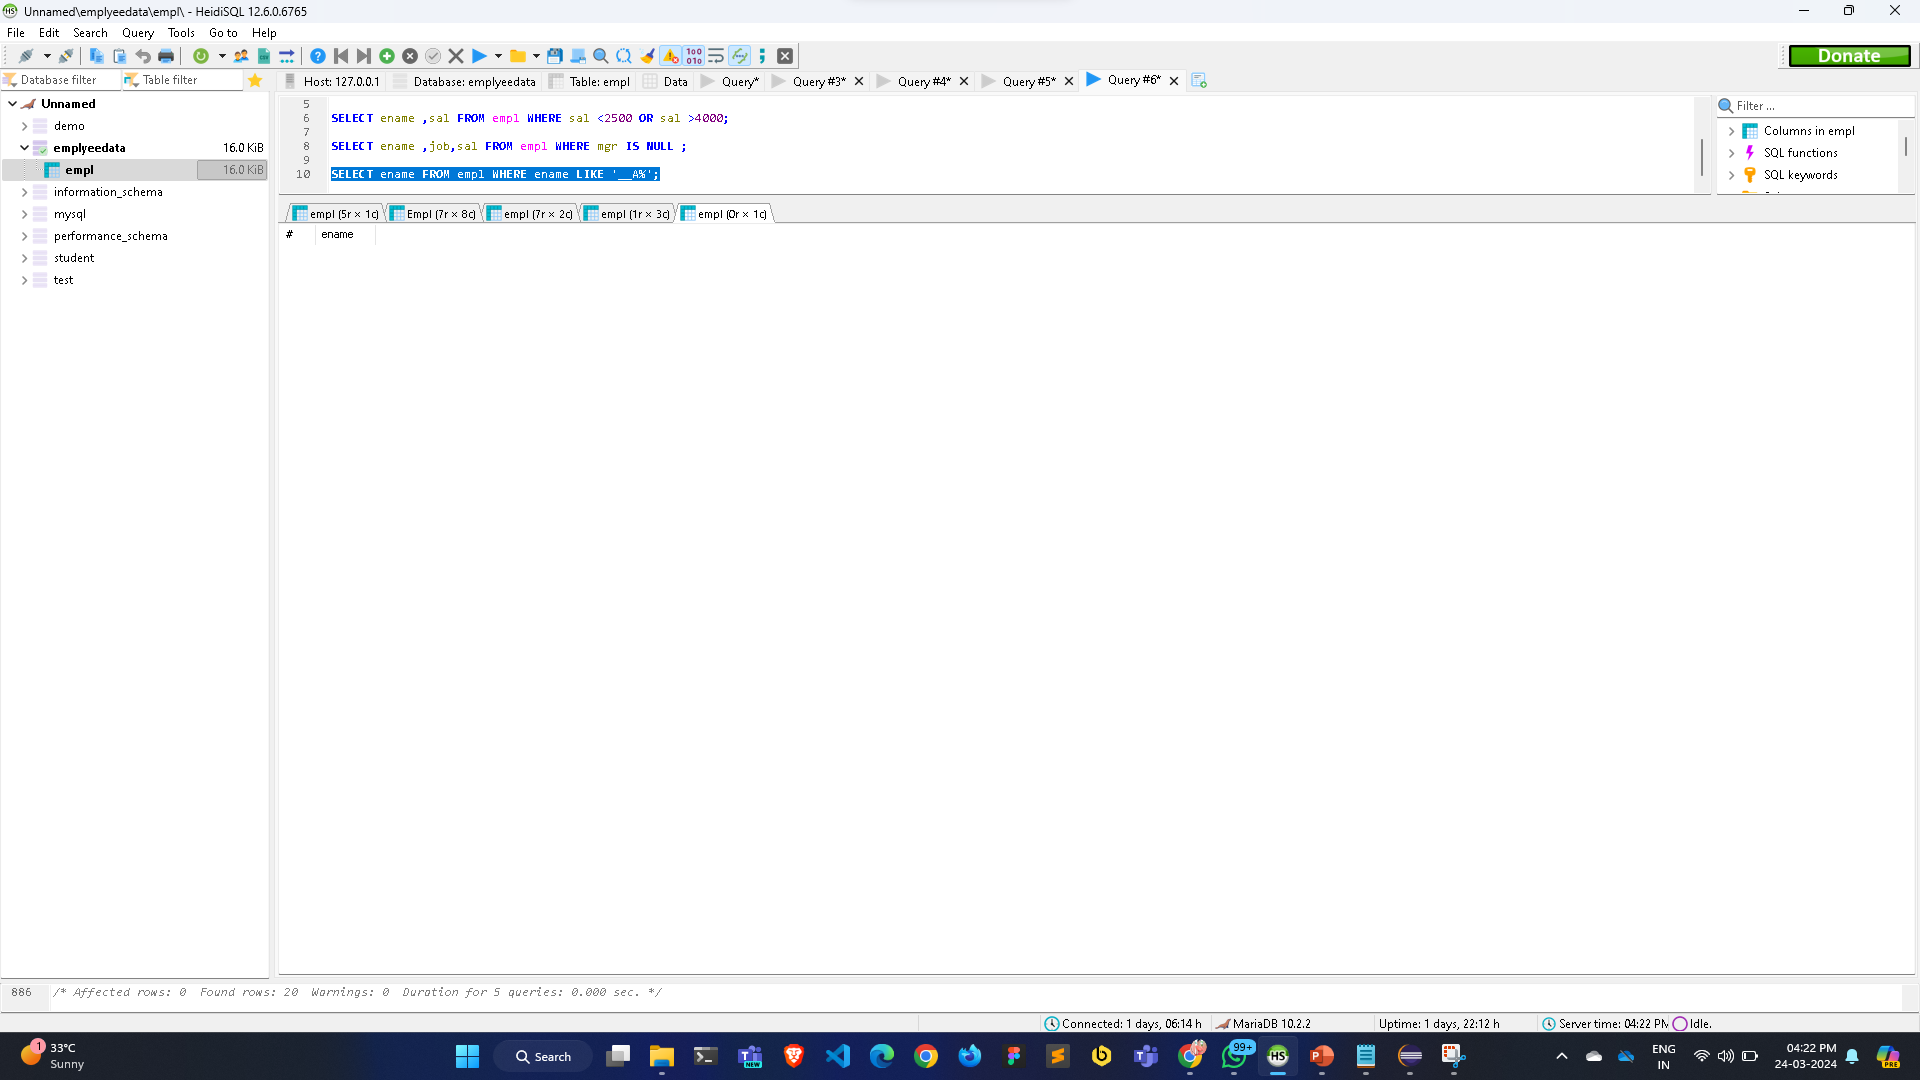 Unnamed\emplyeedata\empl\ - HeidiSQL 12.6.0.6765
File Edit Search Query Tools Go to Help
Donate
Database filter Table filter
Host: 127.0.0.1 Database: emplyeedata Table: empl Data Query* Query #3* Query #4* Query #5* Query #6*
Unnamed
demo
emplyeedata 16.0 KiB
empl 16.0 KiB
information_schema
mysql
performance_schema
student
test
5
6 SELECT ename ,sal FROM empl WHERE sal <2500 OR sal >4000;
7
8 SELECT ename ,job,sal FROM empl WHERE mgr IS NULL ;
9
10 SELECT ename FROM empl WHERE ename LIKE '__A%';
Filter ...
Columns in empl
SQL functions
SQL keywords
empl (5r × 1c) Empl (7r × 8c) empl (7r × 2c) empl (1r × 3c) empl (0r × 1c)
# ename
886 /* Affected rows: 0 Found rows: 20 Warnings: 0 Duration for 5 queries: 0.000 sec. */
Connected: 1 days, 06:14 h MariaDB 10.2.2 Uptime: 1 days, 22:12 h Server time: 04:22 PM Idle.
1
33°C
Sunny
Search
NEW
99+
HS
ENG
IN
04:22 PM
24-03-2024
PRE